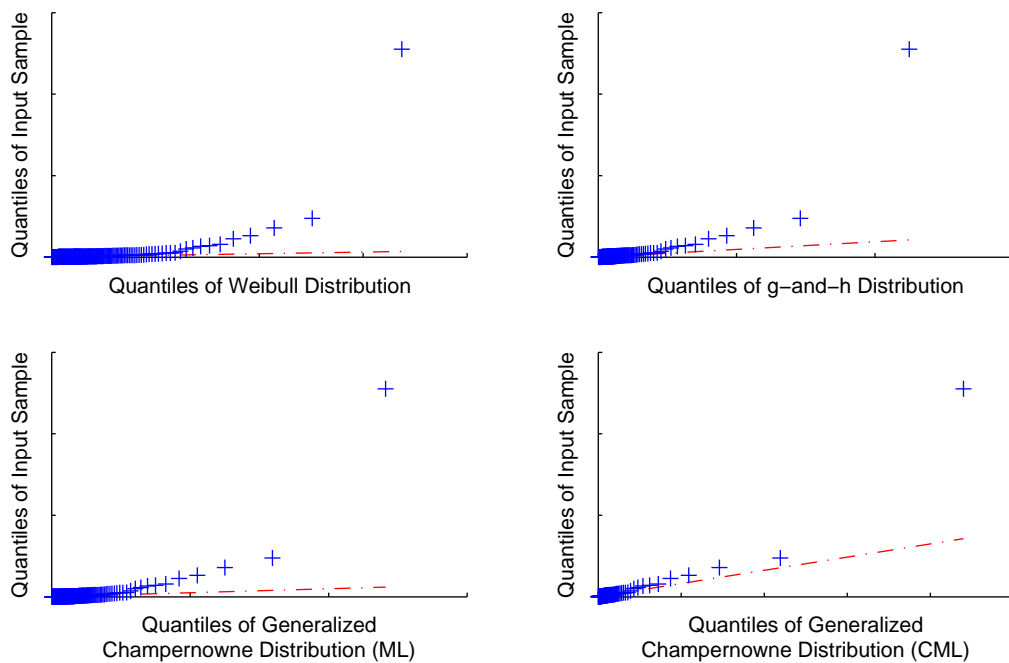 Quantiles of Input Sample
Quantiles of Weibull Distribution
Quantiles of Input Sample
Quantiles of g−and−h Distribution
Quantiles of Input Sample
Quantiles of Generalized
Champernowne Distribution (ML)
Quantiles of Input Sample
Quantiles of Generalized
Champernowne Distribution (CML)